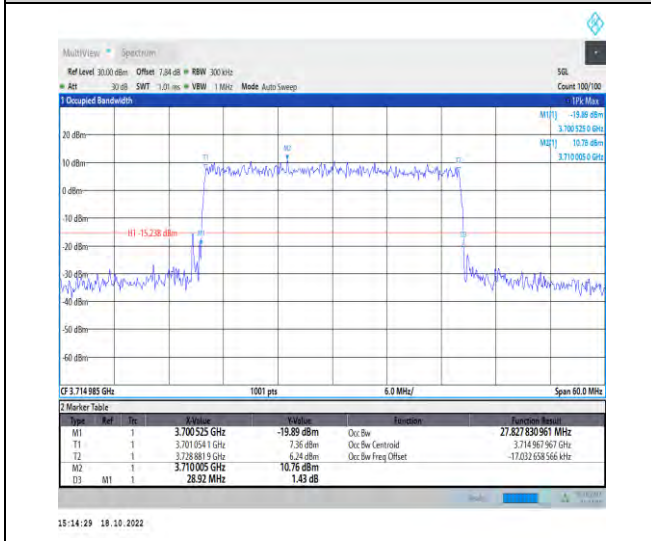 MultiView Spectrum
Ref Level 30.00 dBm Offset 7.84 dB RBW 300 kHz SGL
Att 30 dB SWT 1.01 ms VBW 1 MHz Mode Auto Sweep Count 100/100
1 Occupied Bandwidth 1Pk Max
M1[1] -19.89 dBm
3.700 525 0 GHz
M2[1] 10.76 dBm
3.710 005 0 GHz
20 dBm
M2
T1
10 dBm
0 dBm
-10 dBm
H1 -15.238 dBm
-20 dBm
-30 dBm
-40 dBm
-50 dBm
-60 dBm
CF 3.714 985 GHz 1001 pts 6.0 MHz/ Span 60.0 MHz
2 Marker Table
Type Ref Trc X-Value Y-Value Function Function Result
M1 1 3.700 525 GHz -19.89 dBm Occ Bw 27.827 830 961 MHz
T1 1 3.701 054 1 GHz 7.36 dBm Occ Bw Centroid 3.714 967 967 GHz
T2 1 3.728 881 9 GHz 6.24 dBm Occ Bw Freq Offset -17.032 658 566 kHz
M2 1 3.710 005 GHz 10.76 dBm
D3 M1 1 28.92 MHz 1.43 dB
15:14:29 18.10.2022